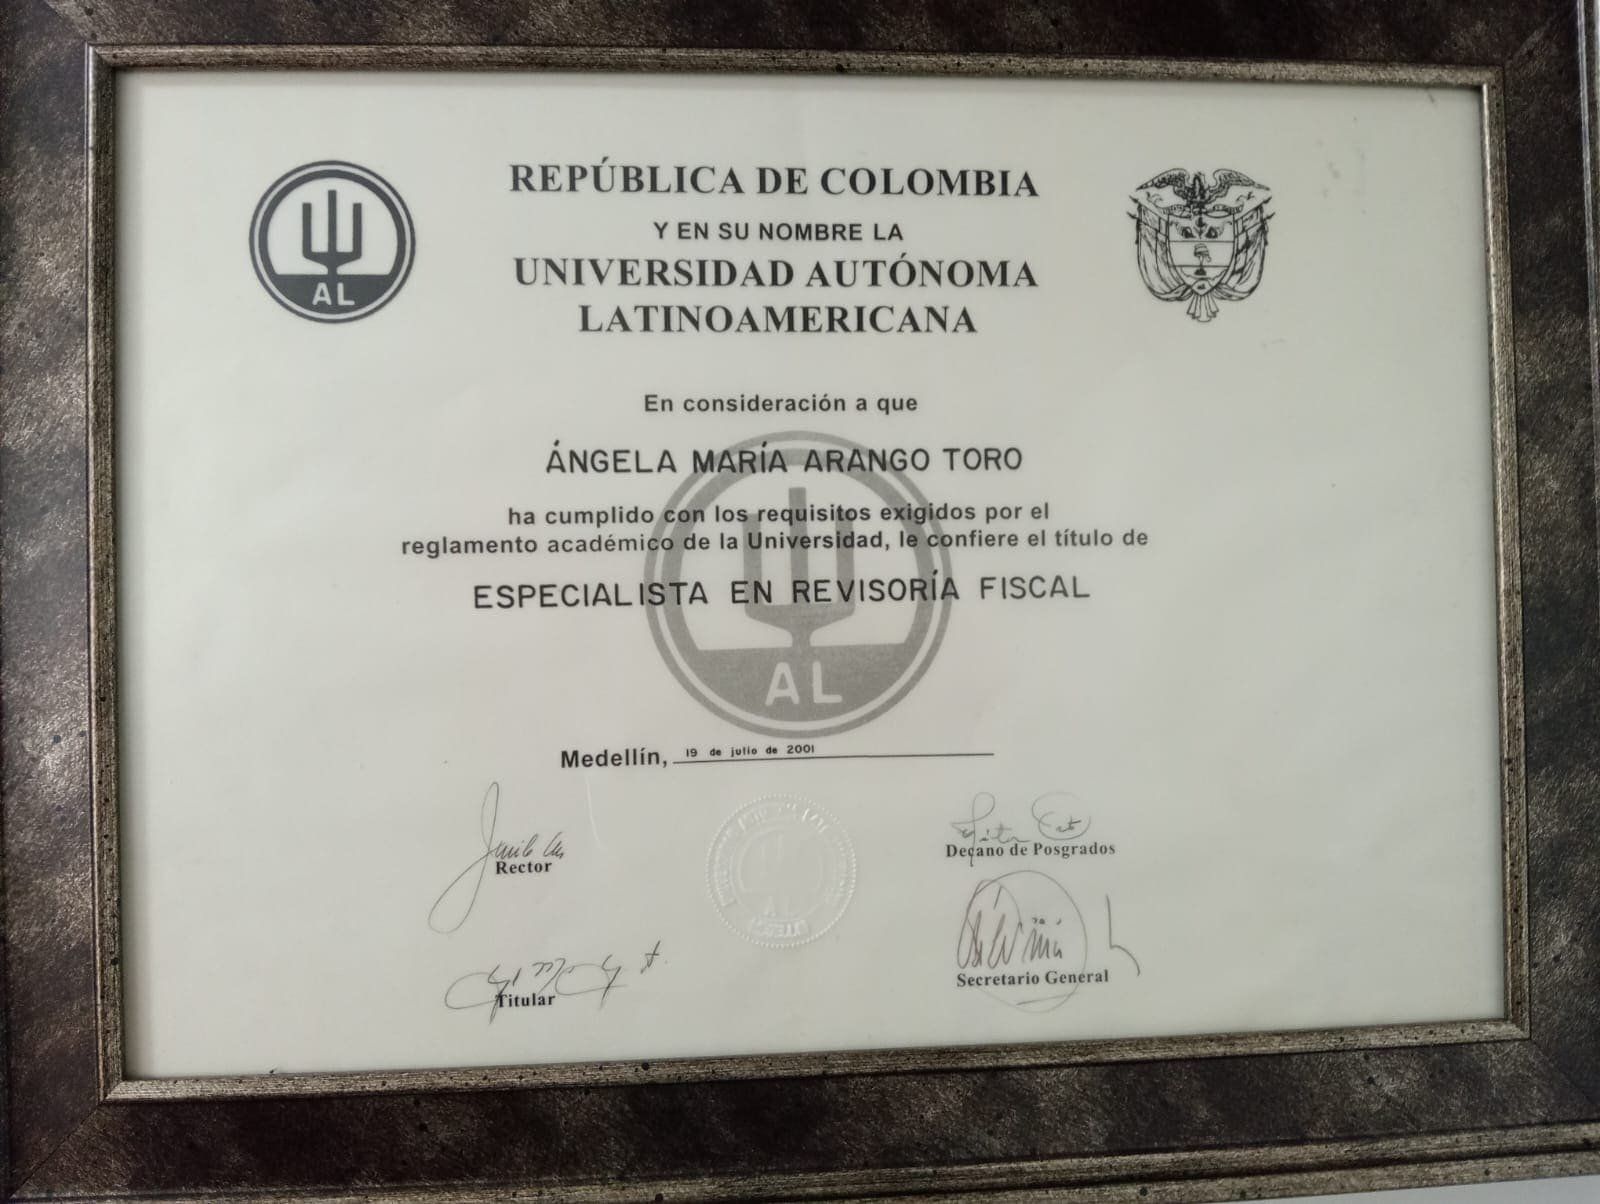 REPÚBLICA DE COLOMBIA
Y EN SU NOMBRE LA
UNIVERSIDAD AUTÓNOMA
LATINOAMERICANA
AL
En consideración a que
ÁNGELA MARÍA ARANGO TORO
ha cumplido con los requisitos exigidos por el
reglamento académico de la Universidad, le confiere el título de
ESPECIALISTA EN REVISORÍA FISCAL
AL
Medellín, 19 de julio de 2001
Rector
Decano de Posgrados
Titular
Secretario General